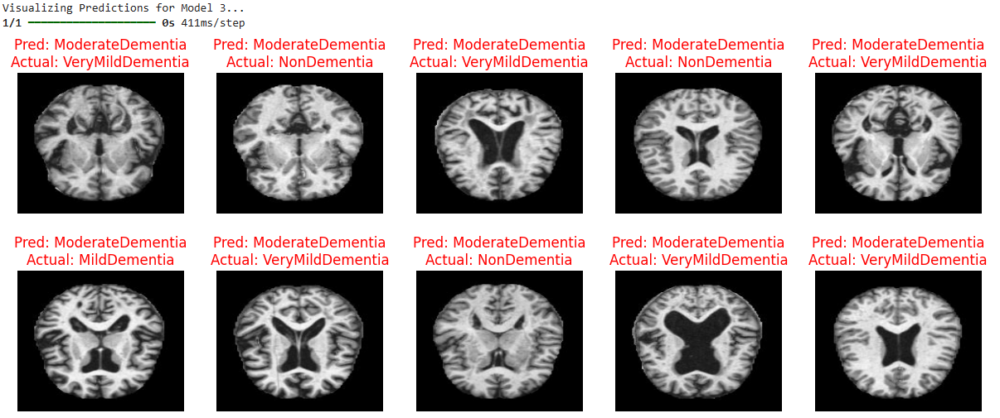 Visualizing Predictions for Model 3...
1/1 ━━━━━━━━━━━━━━━━━━━━ 0s 411ms/step
Pred: ModerateDementia
Actual: VeryMildDementia
Pred: ModerateDementia
Actual: NonDementia
Pred: ModerateDementia
Actual: VeryMildDementia
Pred: ModerateDementia
Actual: NonDementia
Pred: ModerateDementia
Actual: VeryMildDementia
Pred: ModerateDementia
Actual: MildDementia
Pred: ModerateDementia
Actual: VeryMildDementia
Pred: ModerateDementia
Actual: NonDementia
Pred: ModerateDementia
Actual: VeryMildDementia
Pred: ModerateDementia
Actual: VeryMildDementia